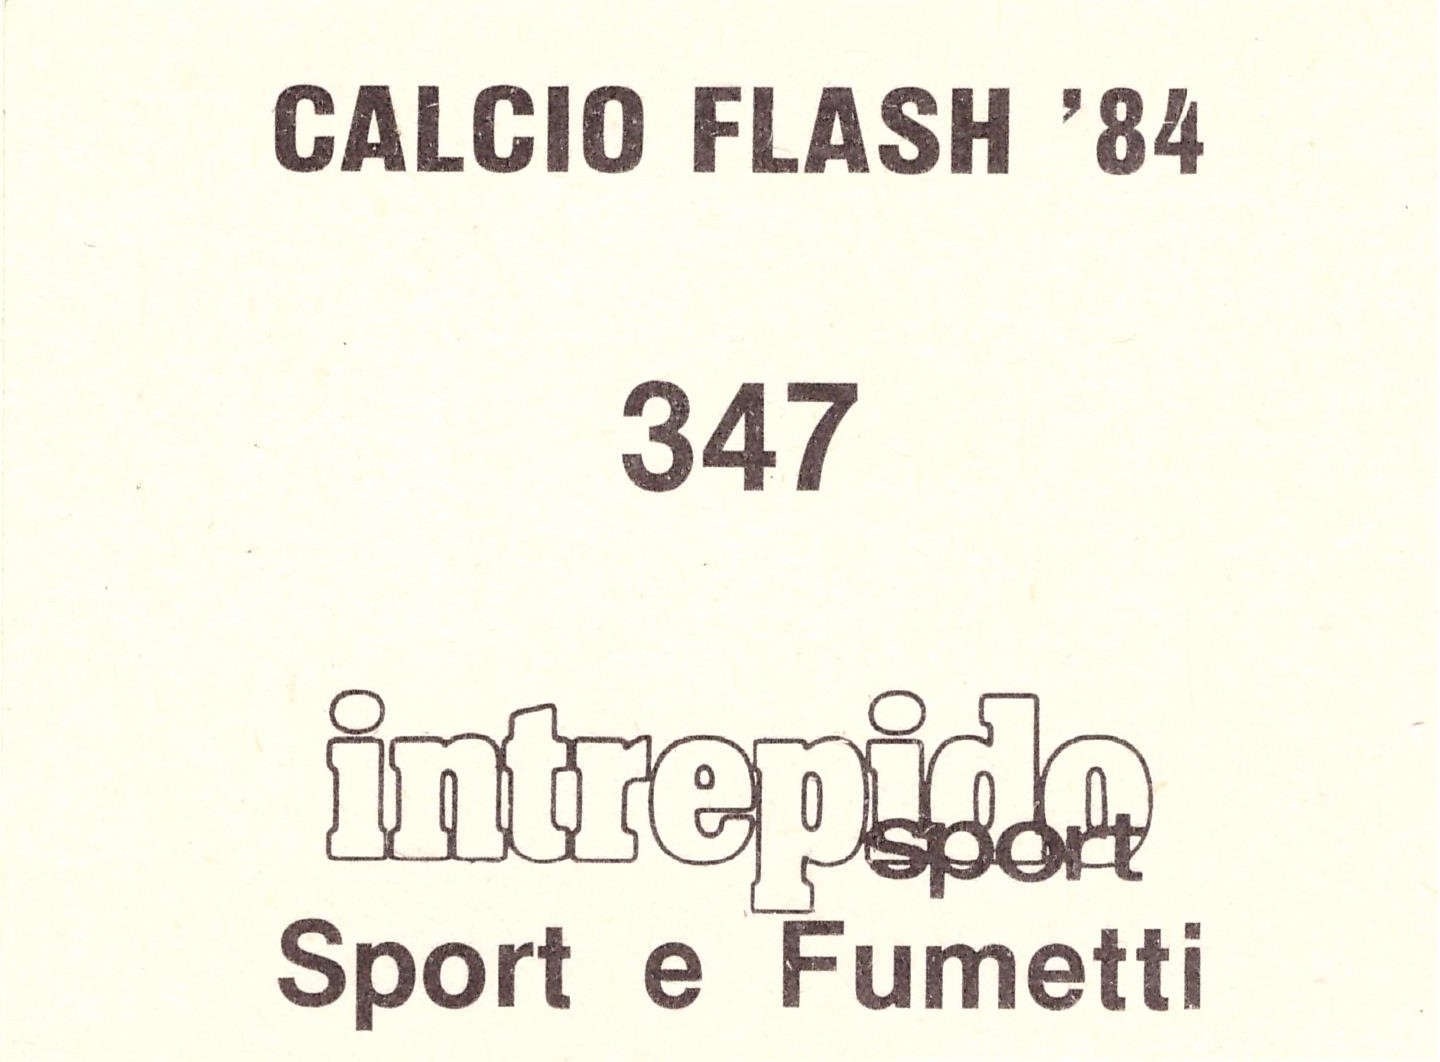 CALCIO FLASH '84
347
intrepido
sport
Sport e Fumetti